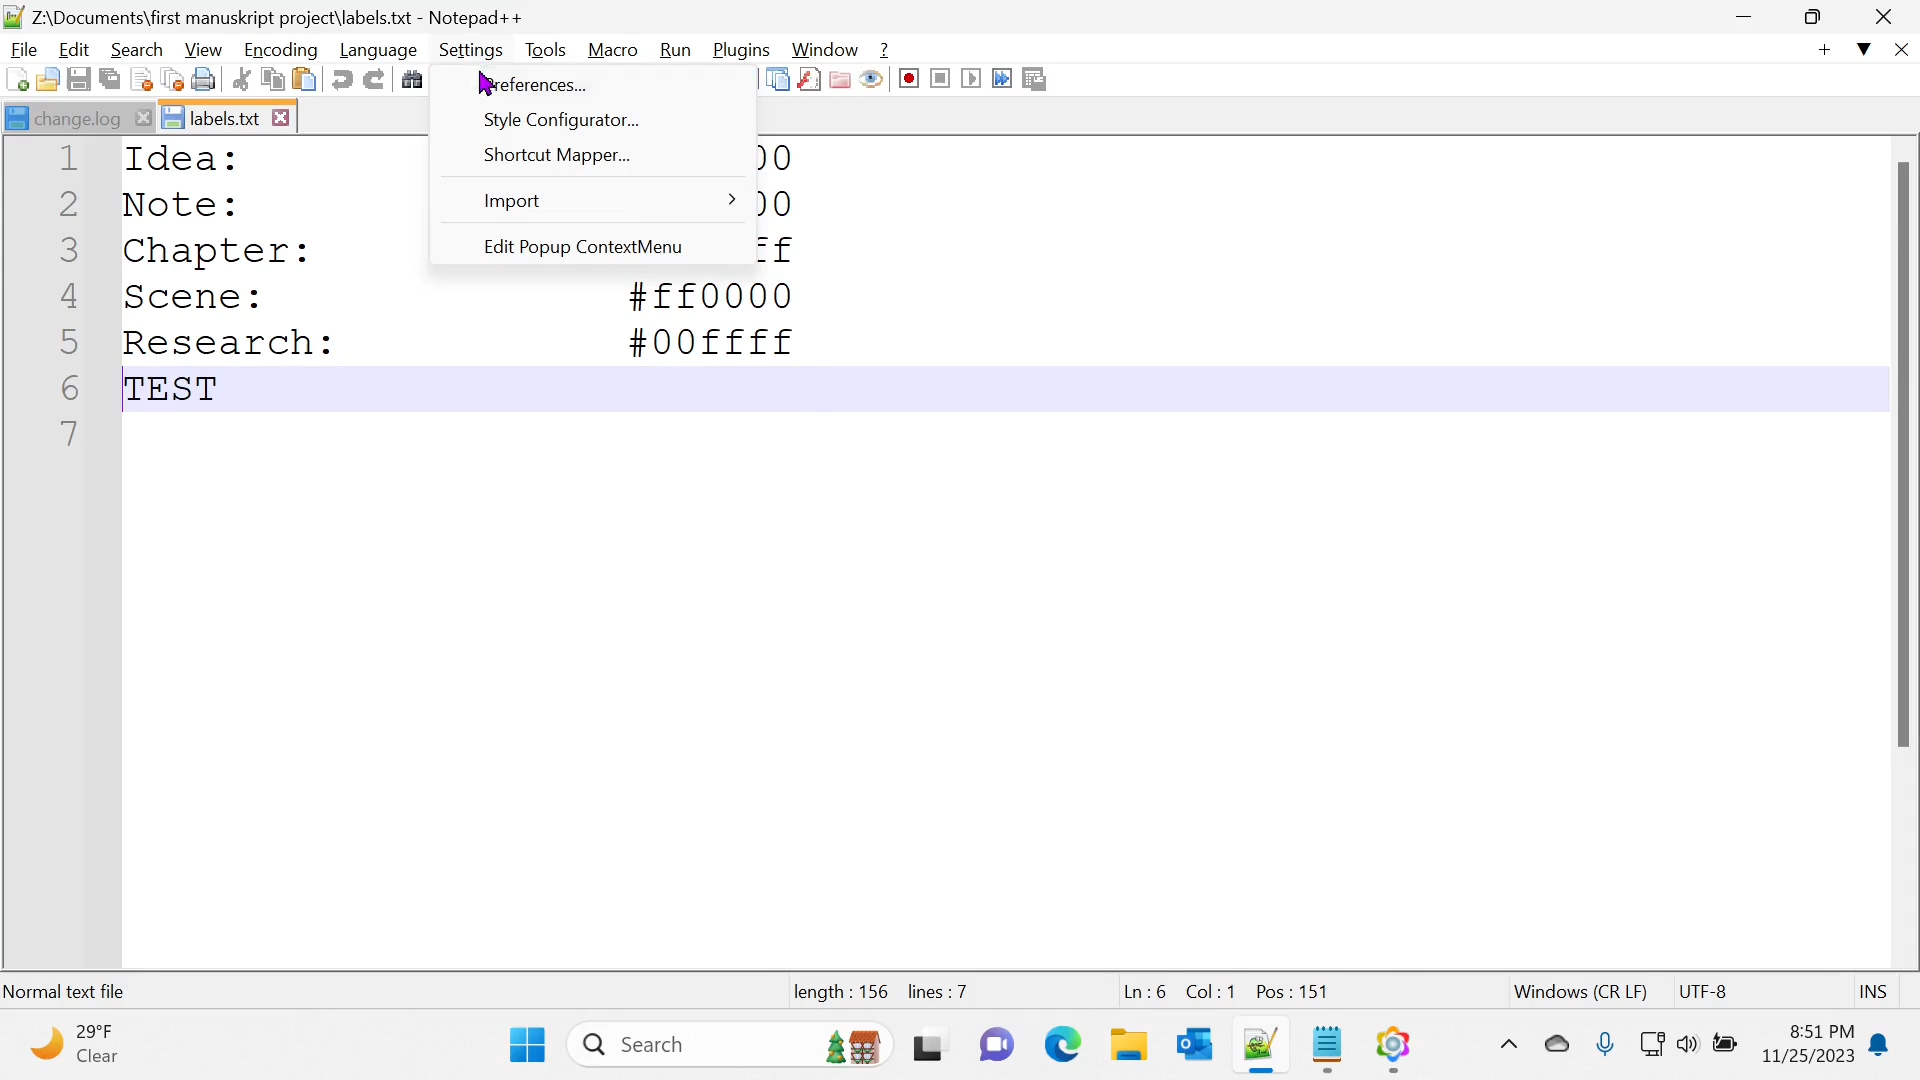 Z:\Documents\first manuskript project\labels.txt - Notepad++
File Edit Search View Encoding Language Settings Tools Macro Run Plugins Window ?
change.log labels.txt
Preferences...
Style Configurator...
Shortcut Mapper...
Import
Edit Popup ContextMenu
1 Idea: 00
2 Note: 00
3 Chapter: ff
4 Scene: #ff0000
5 Research: #00ffff
6 TEST
7
Normal text file length : 156 lines : 7 Ln : 6 Col : 1 Pos : 151 Windows (CR LF) UTF-8 INS
29°F
Clear
Search
8:51 PM
11/25/2023